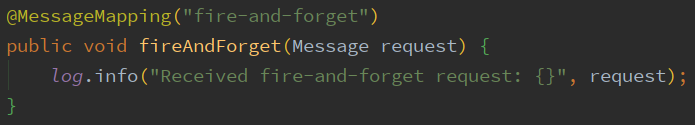 @MessageMapping("fire-and-forget")
public void fireAndForget(Message request) {
    log.info("Received fire-and-forget request: {}", request);
}